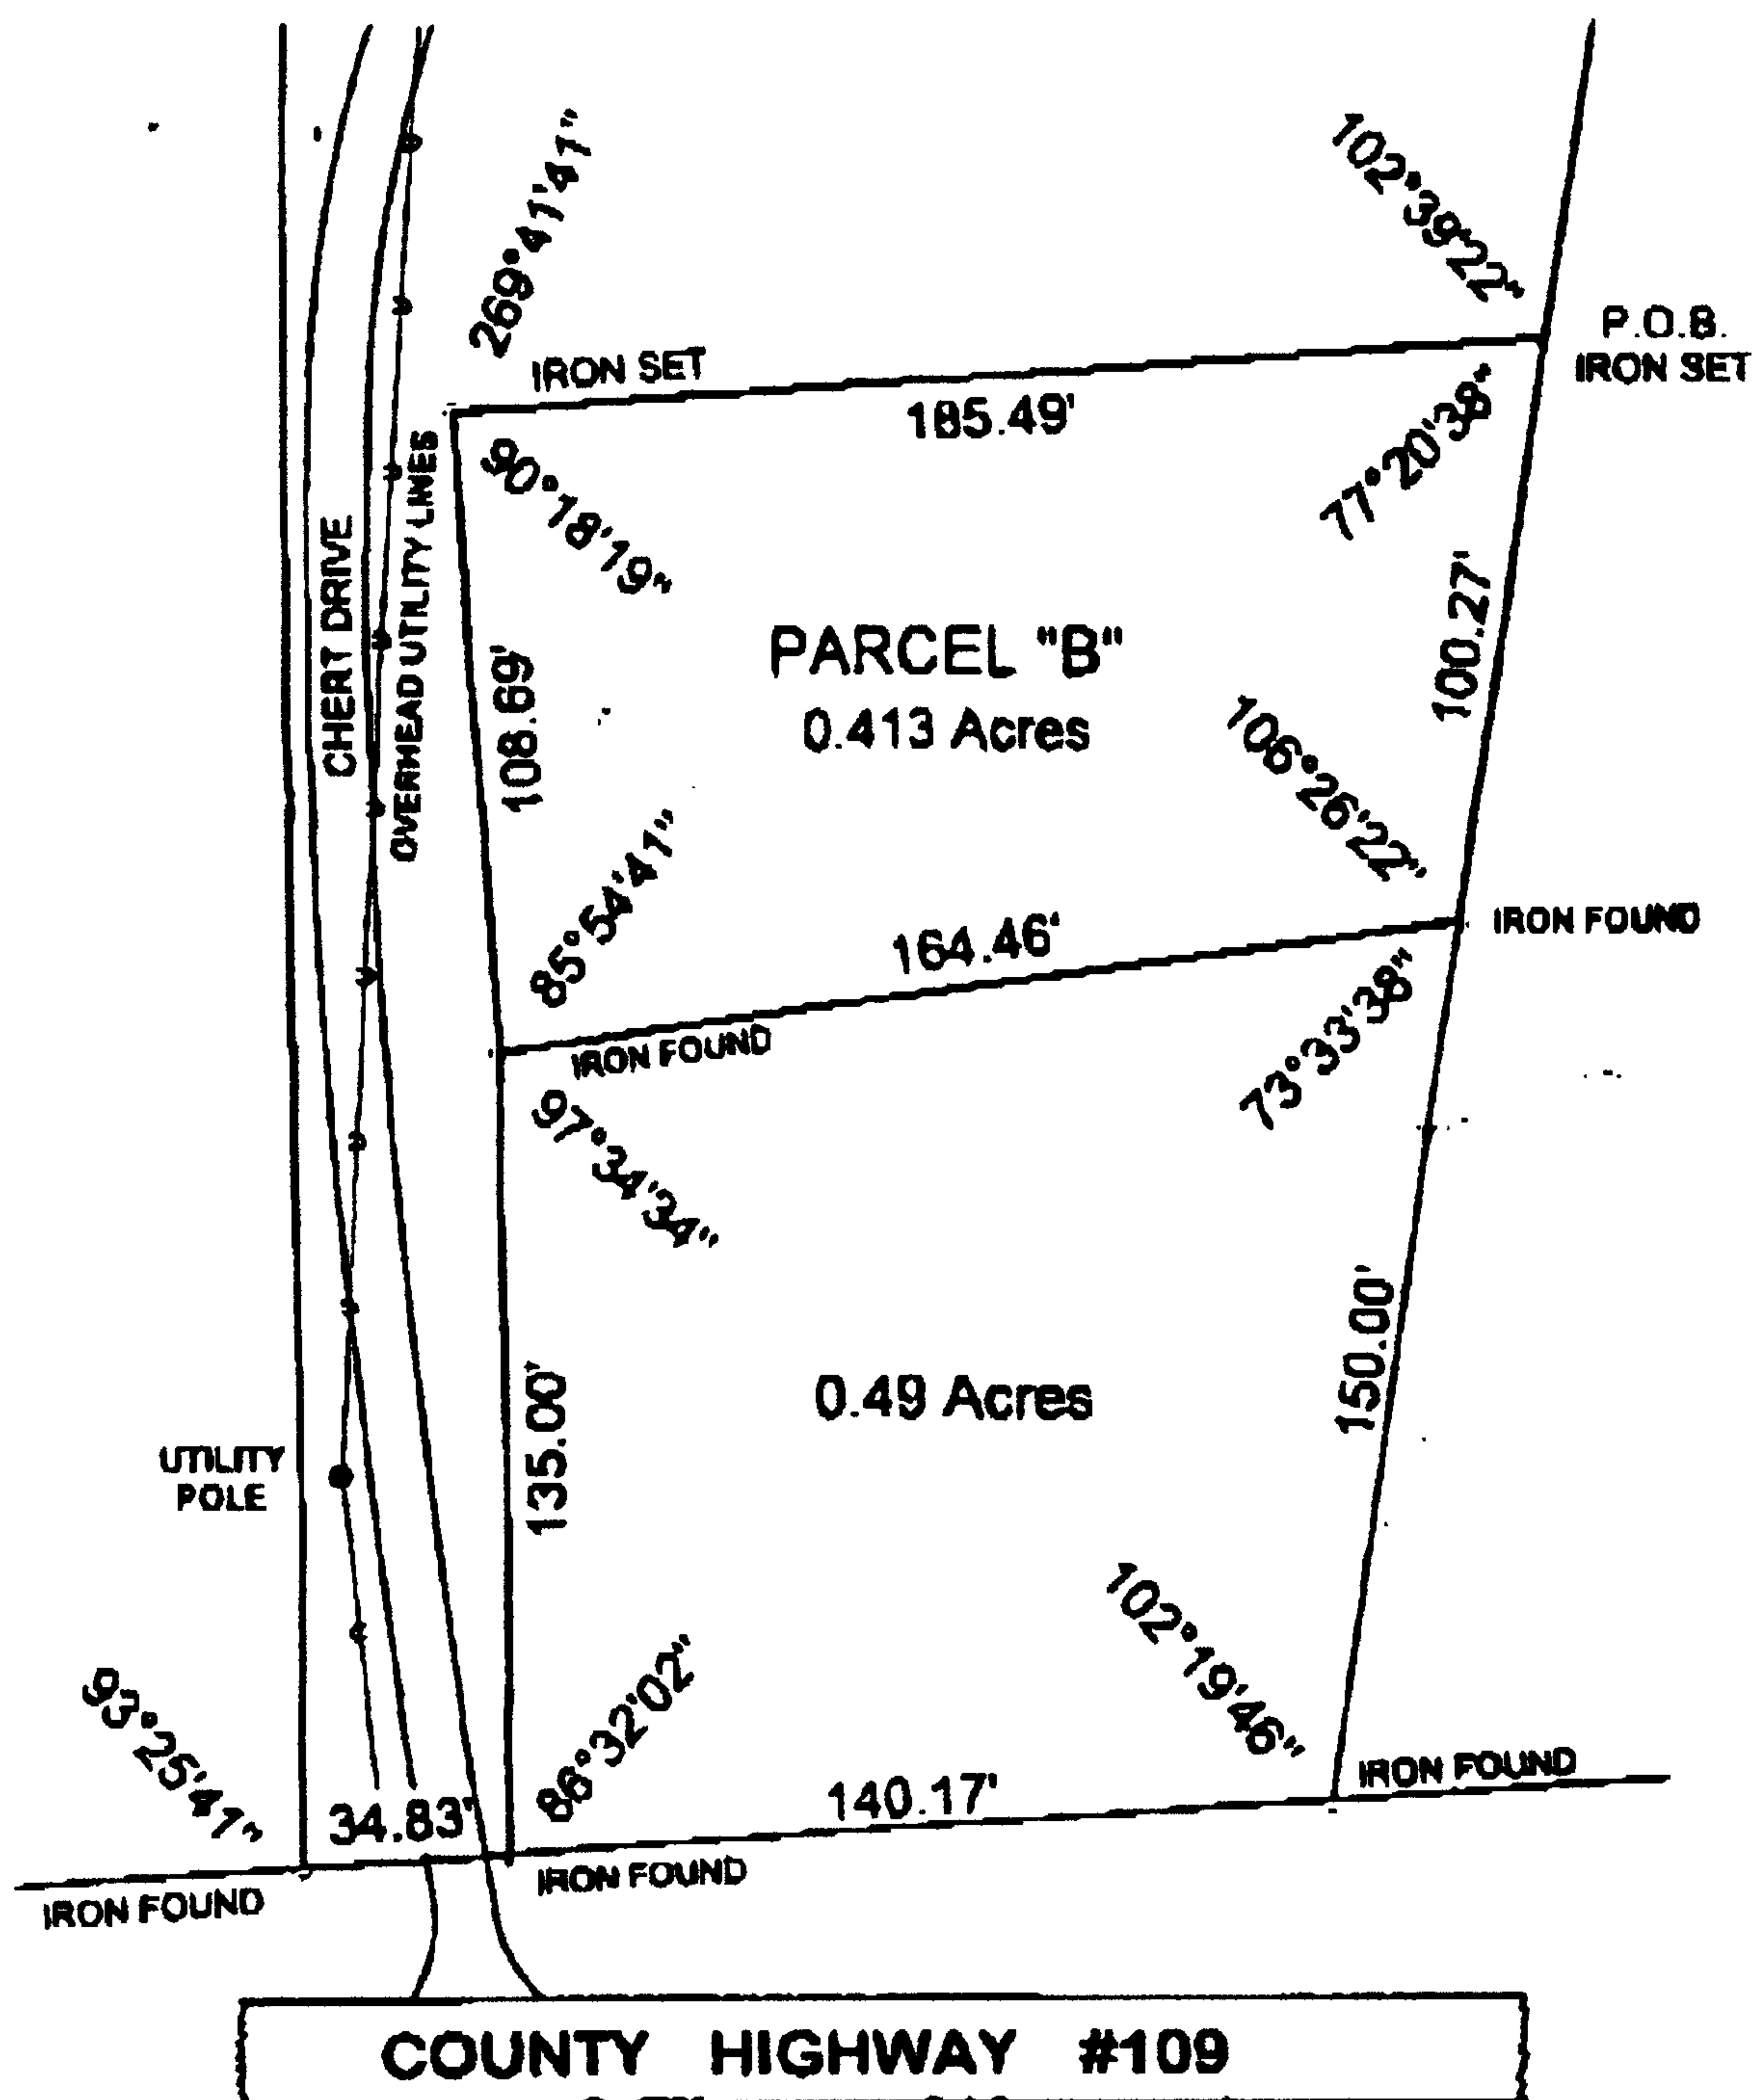 269°41'41"
102°39'22"
P.O.B.
IRON SET
IRON SET
185.49'
90°18'19"
77°20'38"
CHERT DRIVE
OVERHEAD UTILITY LINES
108.69'
PARCEL "B"
0.413 Acres
100.27'
106°26'22"
85°54'41"
164.46'
IRON FOUND
IRON FOUND
97°34'34"
73°33'38"
135.00'
0.49 Acres
150.00'
UTILITY
POLE
93°25'41"
86°32'02"
102°19'46"
34.83'
140.17'
IRON FOUND
IRON FOUND
IRON FOUND
COUNTY HIGHWAY #109